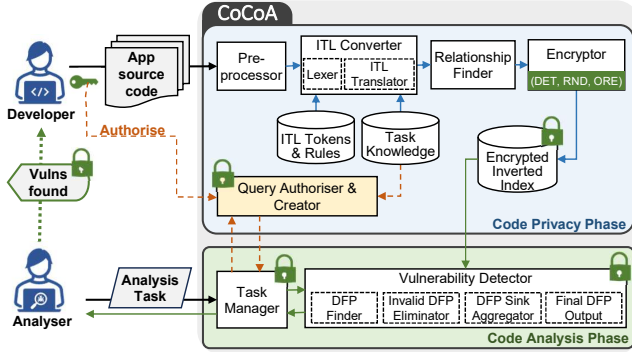 CoCoA
Developer
App
source
code
Pre-
processor
ITL Converter
Lexer
ITL
Translator
Relationship
Finder
Encryptor
(DET, RND, ORE)
Authorise
ITL Tokens
& Rules
Task
Knowledge
Encrypted
Inverted
Index
Vulns
found
Query Authoriser &
Creator
Code Privacy Phase
Analyser
Analysis
Task
Task
Manager
Vulnerability Detector
DFP
Finder
Invalid DFP
Eliminator
DFP Sink
Aggregator
Final DFP
Output
Code Analysis Phase